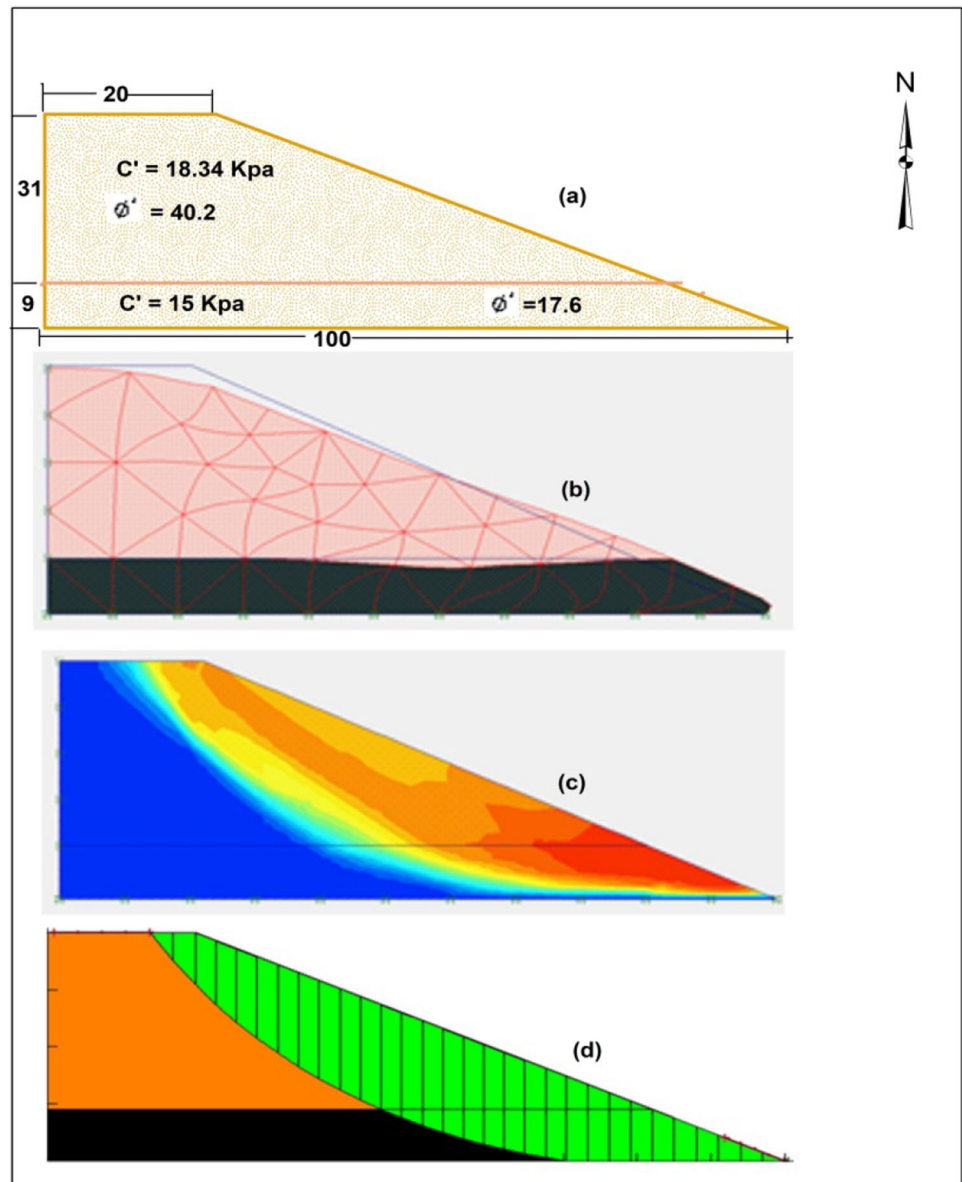 N
20
C' = 18.34 Kpa
31
(a)
ϕ' = 40.2
9
C' = 15 Kpa
ϕ' =17.6
100
(b)
(c)
(d)